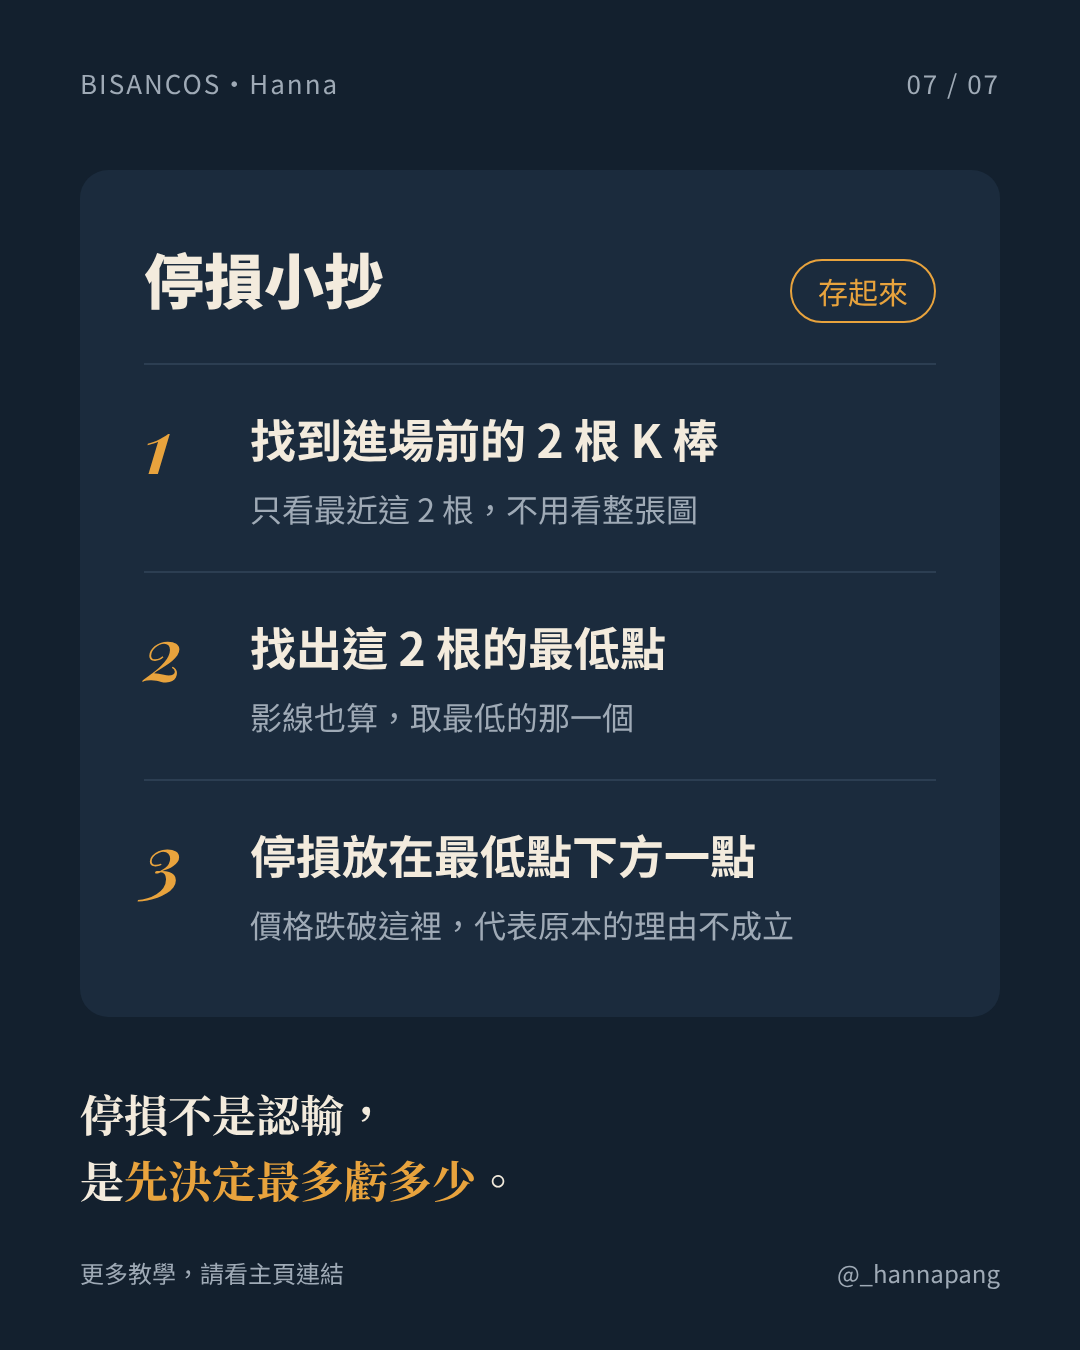 BISANCOS・Hanna
07 / 07
停損小抄
存起來
1
找到進場前的 2 根 K 棒
只看最近這 2 根，不用看整張圖
2
找出這 2 根的最低點
影線也算，取最低的那一個
3
停損放在最低點下方一點
價格跌破這裡，代表原本的理由不成立
停損不是認輸，
是先決定最多虧多少。
更多教學，請看主頁連結
@_hannapang